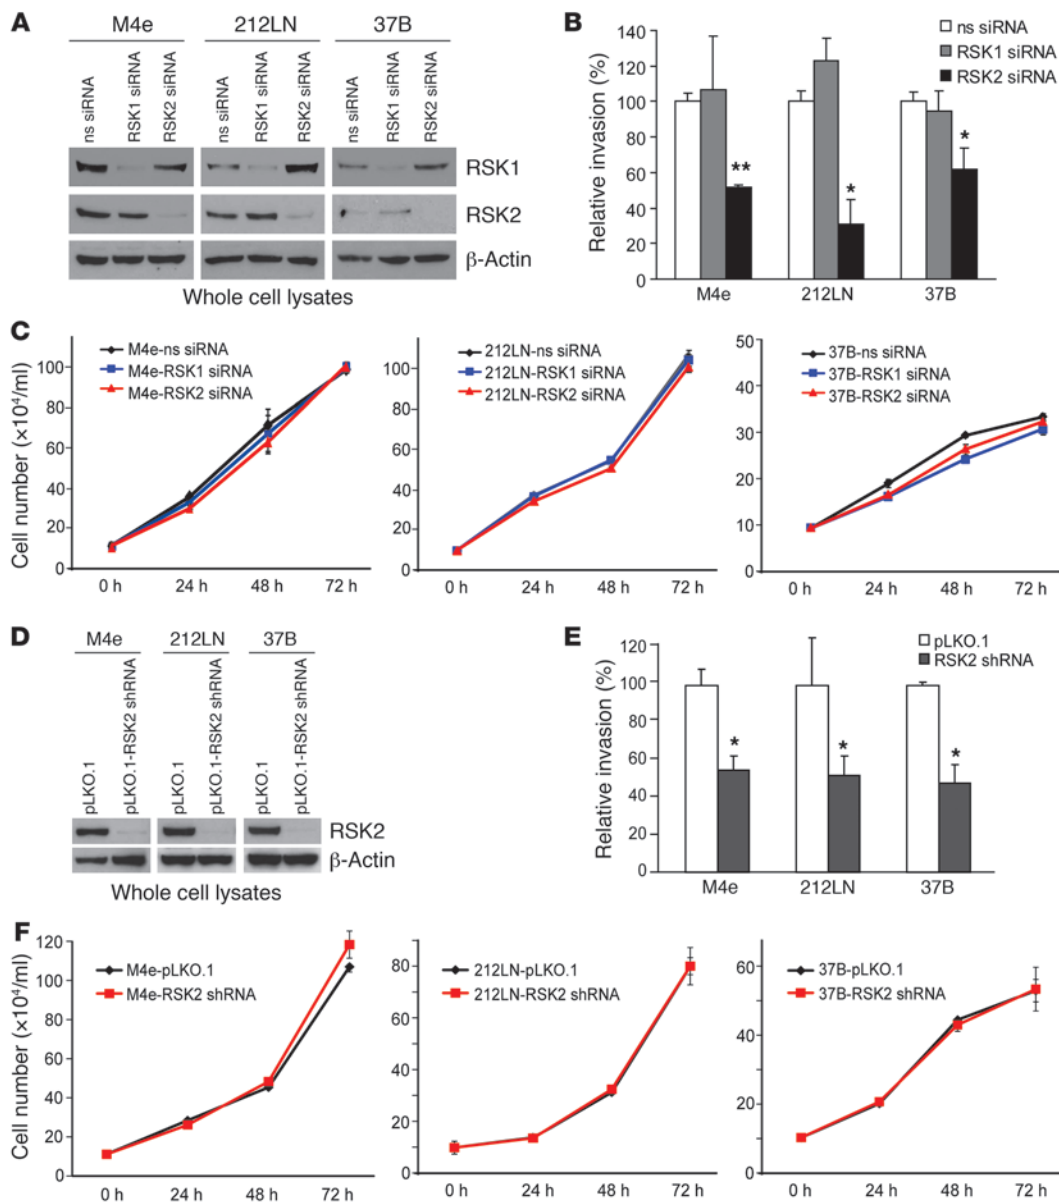 A
M4e 212LN 37B
ns siRNA
RSK1 siRNA
RSK2 siRNA
ns siRNA
RSK1 siRNA
RSK2 siRNA
ns siRNA
RSK1 siRNA
RSK2 siRNA
RSK1
RSK2
β-Actin
Whole cell lysates
B
Relative invasion (%)
140
120
100
80
60
40
20
0
ns siRNA
RSK1 siRNA
RSK2 siRNA
**
*
*
M4e 212LN 37B
C
Cell number (×10⁴/ml)
100
80
60
40
20
0
M4e-ns siRNA
M4e-RSK1 siRNA
M4e-RSK2 siRNA
0 h 24 h 48 h 72 h
100
80
60
40
20
0
212LN-ns siRNA
212LN-RSK1 siRNA
212LN-RSK2 siRNA
0 h 24 h 48 h 72 h
50
40
30
20
10
0
37B-ns siRNA
37B-RSK1 siRNA
37B-RSK2 siRNA
0 h 24 h 48 h 72 h
D
M4e 212LN 37B
pLKO.1
pLKO.1-RSK2 shRNA
pLKO.1
pLKO.1-RSK2 shRNA
pLKO.1
pLKO.1-RSK2 shRNA
RSK2
β-Actin
Whole cell lysates
E
Relative invasion (%)
120
100
80
60
40
20
0
pLKO.1
RSK2 shRNA
*
*
*
M4e 212LN 37B
F
Cell number (×10⁴/ml)
120
100
80
60
40
20
0
M4e-pLKO.1
M4e-RSK2 shRNA
0 h 24 h 48 h 72 h
80
60
40
20
0
212LN-pLKO.1
212LN-RSK2 shRNA
0 h 24 h 48 h 72 h
60
40
20
0
37B-pLKO.1
37B-RSK2 shRNA
0 h 24 h 48 h 72 h